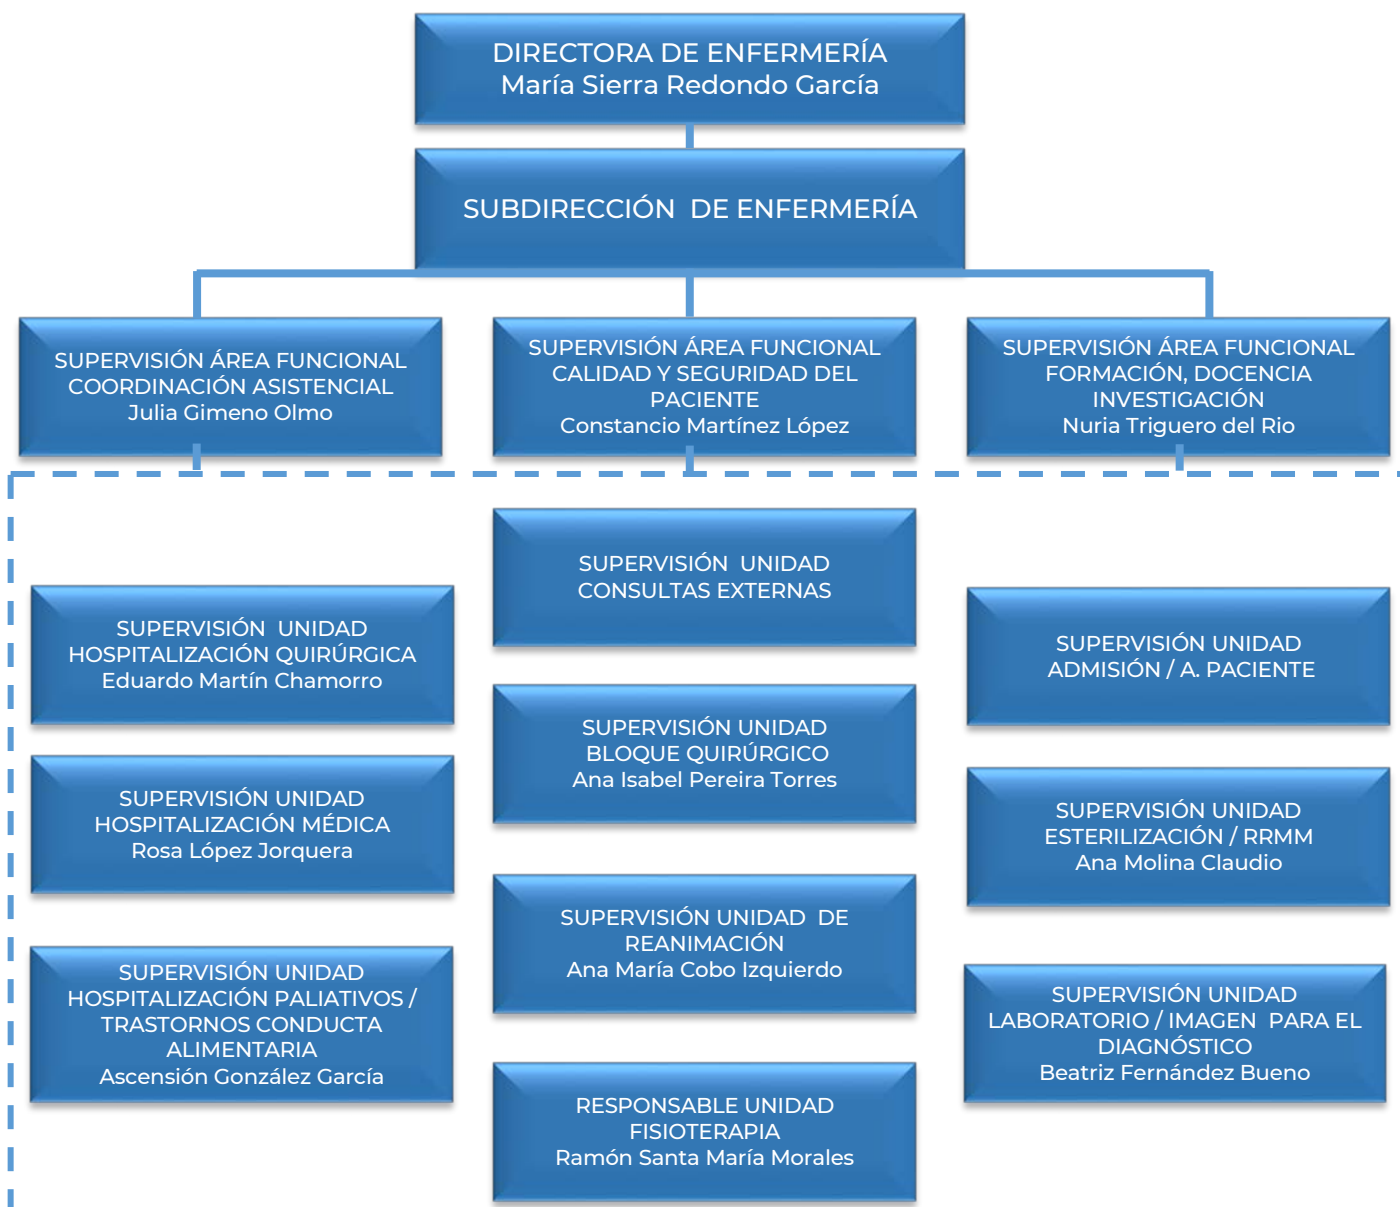 DIRECTORA DE ENFERMERÍA
María Sierra Redondo García
SUBDIRECCIÓN DE ENFERMERÍA
SUPERVISIÓN ÁREA FUNCIONAL
COORDINACIÓN ASISTENCIAL
Julia Gimeno Olmo
SUPERVISIÓN ÁREA FUNCIONAL
CALIDAD Y SEGURIDAD DEL
PACIENTE
Constancio Martínez López
SUPERVISIÓN ÁREA FUNCIONAL
FORMACIÓN, DOCENCIA
INVESTIGACIÓN
Nuria Triguero del Rio
SUPERVISIÓN UNIDAD
HOSPITALIZACIÓN QUIRÚRGICA
Eduardo Martín Chamorro
SUPERVISIÓN UNIDAD
HOSPITALIZACIÓN MÉDICA
Rosa López Jorquera
SUPERVISIÓN UNIDAD
HOSPITALIZACIÓN PALIATIVOS /
TRASTORNOS CONDUCTA
ALIMENTARIA
Ascensión González García
SUPERVISIÓN UNIDAD
CONSULTAS EXTERNAS
SUPERVISIÓN UNIDAD
BLOQUE QUIRÚRGICO
Ana Isabel Pereira Torres
SUPERVISIÓN UNIDAD DE
REANIMACIÓN
Ana María Cobo Izquierdo
RESPONSABLE UNIDAD
FISIOTERAPIA
Ramón Santa María Morales
SUPERVISIÓN UNIDAD
ADMISIÓN / A. PACIENTE
SUPERVISIÓN UNIDAD
ESTERILIZACIÓN / RRMM
Ana Molina Claudio
SUPERVISIÓN UNIDAD
LABORATORIO / IMAGEN PARA EL
DIAGNÓSTICO
Beatriz Fernández Bueno